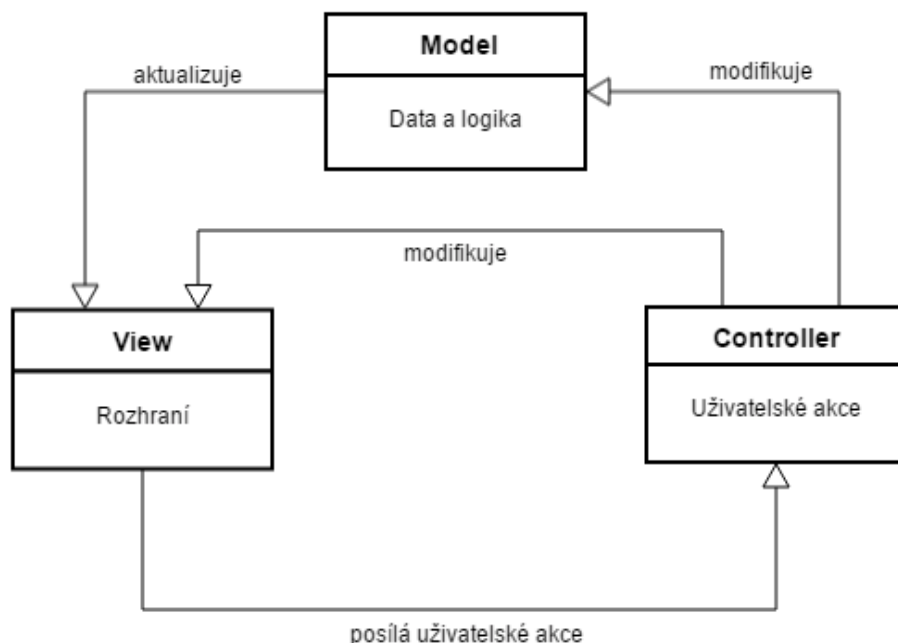 Model
aktualizuje
modifikuje
Data a logika
modifikuje
View
Controller
Rozhraní
Uživatelské akce
posílá uživatelské akce